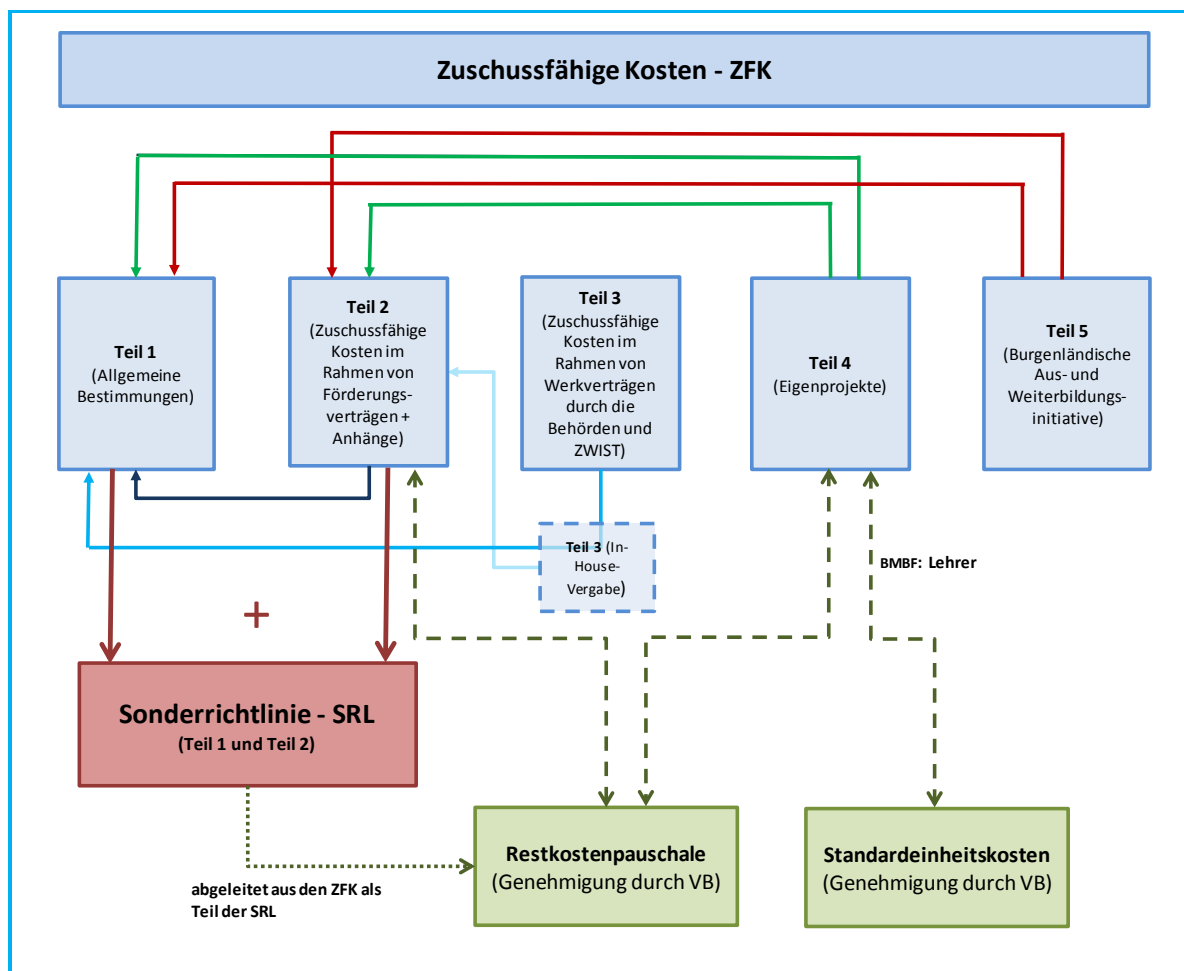 Zuschussfähige Kosten - ZFK
Teil 1
(Allgemeine
Bestimmungen)
Teil 2
(Zuschussfähige
Kosten im
Rahmen von
Förderungs-
verträgen +
Anhänge)
Teil 3
(Zuschussfähige
Kosten im
Rahmen von
Werkverträgen
durch die
Behörden und
ZWIST)
Teil 4
(Eigenprojekte)
Teil 5
(Burgenländische
Aus- und
Weiterbildungs-
initiative)
Teil 3 (In-
House-
Vergabe)
BMBF: Lehrer
+
Sonderrichtlinie - SRL
(Teil 1 und Teil 2)
abgeleitet aus den ZFK als
Teil der SRL
Restkostenpauschale
(Genehmigung durch VB)
Standardeinheitskosten
(Genehmigung durch VB)